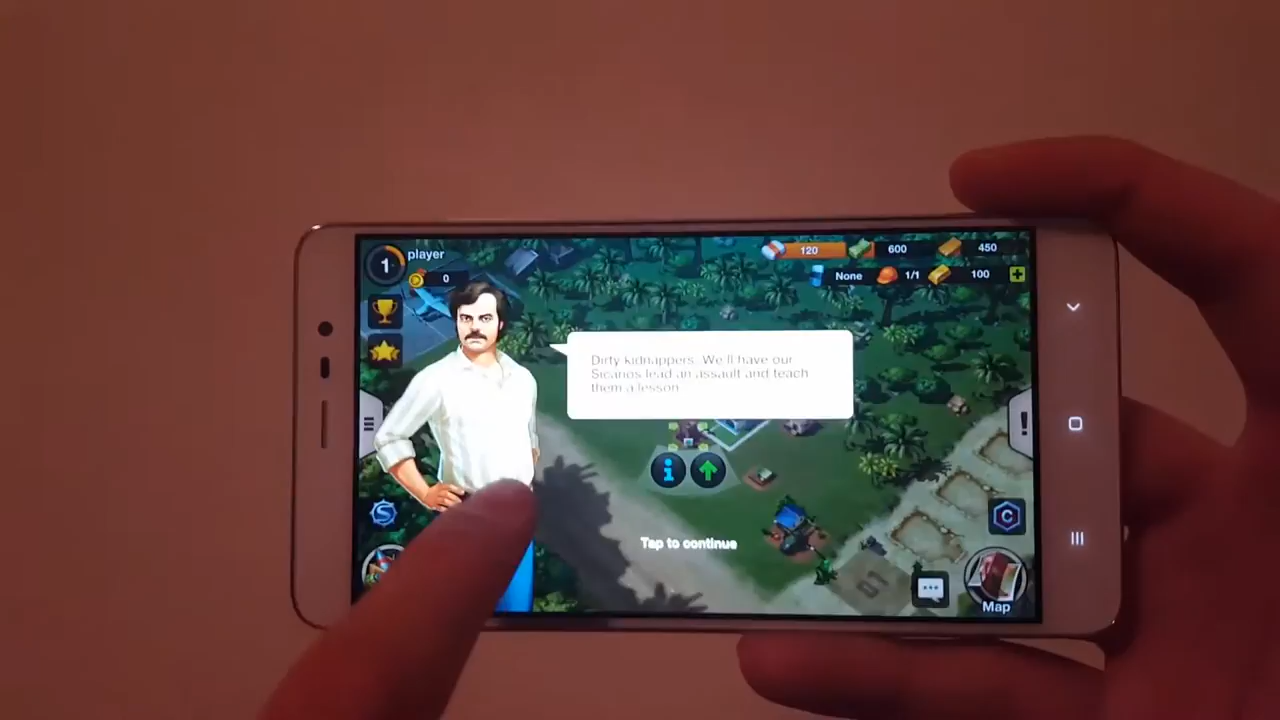 1
player
0
120
600
450
None
1/1
100
Dirty kidnappers. We'll have our
Sicarios lead an assault and teach
them a lesson.
Tap to continue
C
01
Map